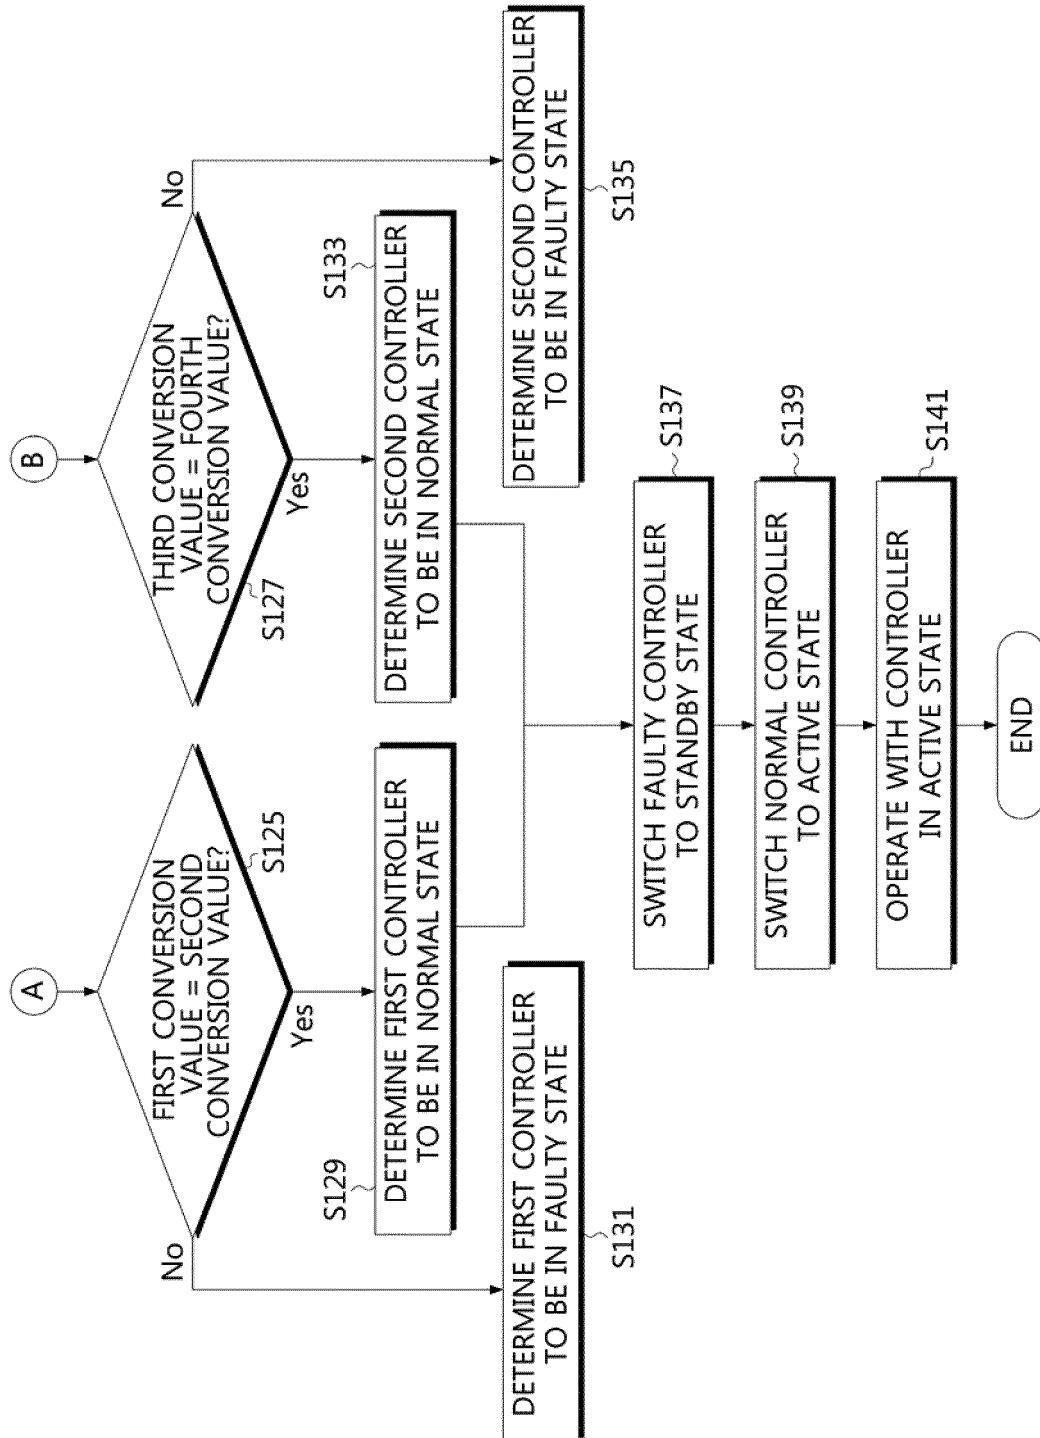 A
FIRST CONVERSION
VALUE = SECOND
CONVERSION VALUE?
S125
No
Yes
S129
DETERMINE FIRST CONTROLLER
TO BE IN NORMAL STATE
DETERMINE FIRST CONTROLLER
TO BE IN FAULTY STATE
S131
B
THIRD CONVERSION
VALUE = FOURTH
CONVERSION VALUE?
S127
No
Yes
S133
DETERMINE SECOND CONTROLLER
TO BE IN NORMAL STATE
DETERMINE SECOND CONTROLLER
TO BE IN FAULTY STATE
S135
SWITCH FAULTY CONTROLLER
TO STANDBY STATE
S137
SWITCH NORMAL CONTROLLER
TO ACTIVE STATE
S139
OPERATE WITH CONTROLLER
IN ACTIVE STATE
S141
END